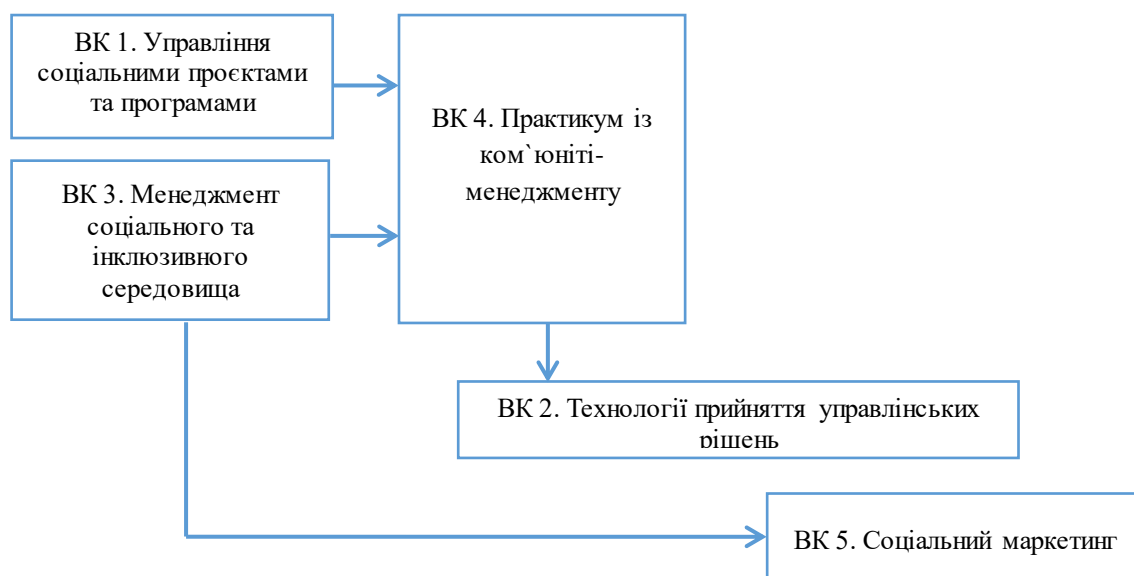 ВК 1. Управління
соціальними проєктами
та програмами
ВК 3. Менеджмент
соціального та
інклюзивного
середовища
ВК 4. Практикум із
ком`юніті-
менеджменту
ВК 2. Технології прийняття управлінських
рішень
ВК 5. Соціальний маркетинг